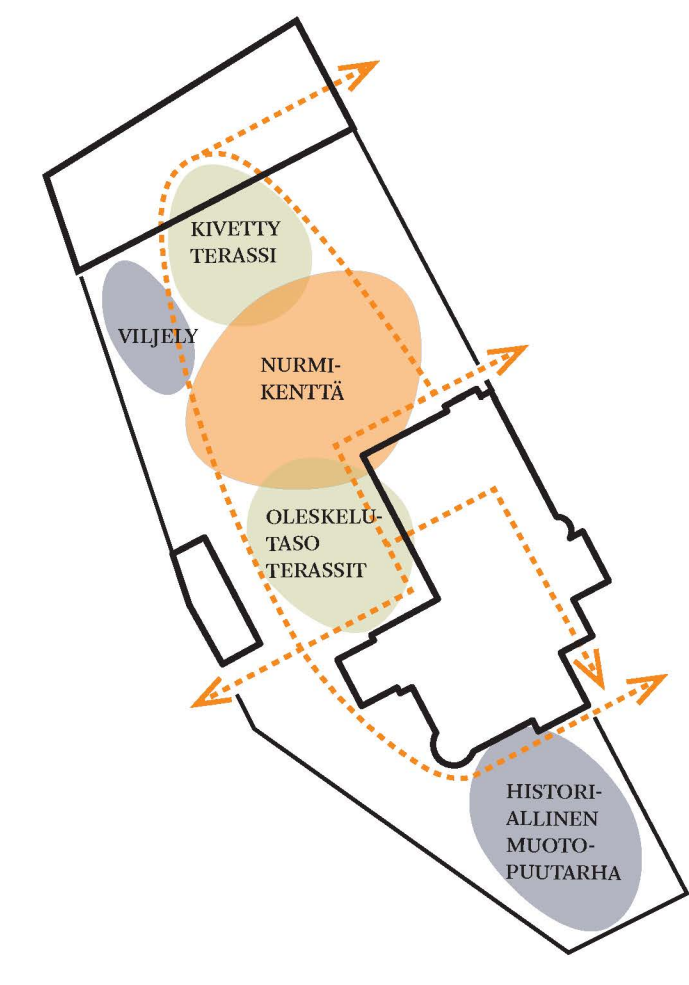 KIVETTY
TERASSI
VILJELY
NURMI-
KENTTÄ
OLESKELU-
TASO
TERASSIT
HISTORI-
ALLINEN
MUOTO-
PUUTARHA